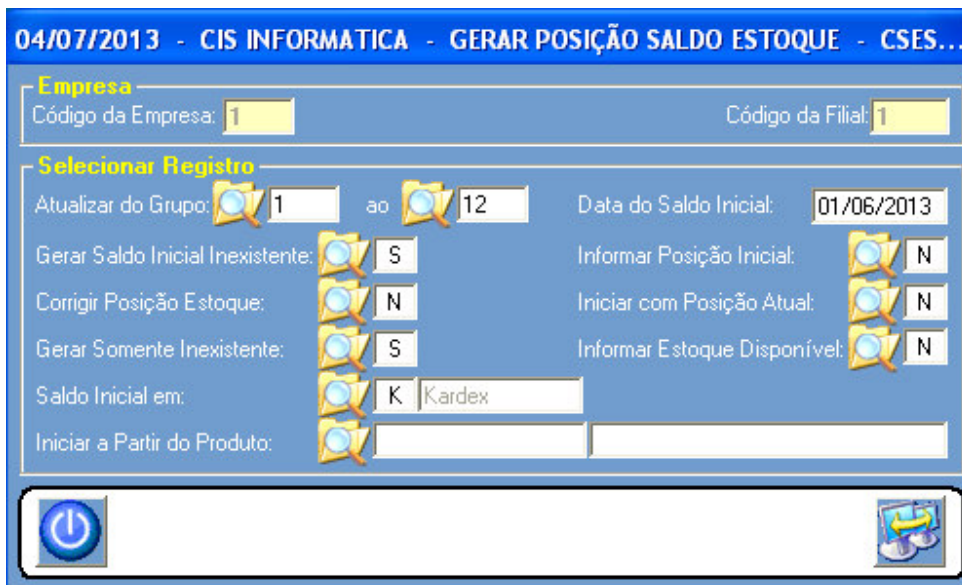 04/07/2013 - CIS INFORMATICA - GERAR POSIÇÃO SALDO ESTOQUE - CSES...
Empresa
Código da Empresa: 1 Código da Filial: 1
Selecionar Registro
Atualizar do Grupo: 1 ao 12 Data do Saldo Inicial: 01/06/2013
Gerar Saldo Inicial Inexistente: S Informar Posição Inicial: N
Corrigir Posição Estoque: N Iniciar com Posição Atual: N
Gerar Somente Inexistente: S Informar Estoque Disponível: N
Saldo Inicial em: K Kardex
Iniciar a Partir do Produto: